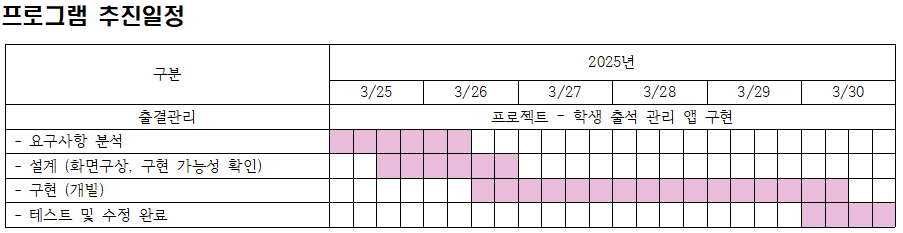 프로그램 추진일정
구분
2025년
3/25 3/26 3/27 3/28 3/29 3/30
출결관리 프로젝트 - 학생 출석 관리 앱 구현
- 요구사항 분석
- 설계 (화면구상, 구현 가능성 확인)
- 구현 (개빌)
- 테스트 및 수정 완료